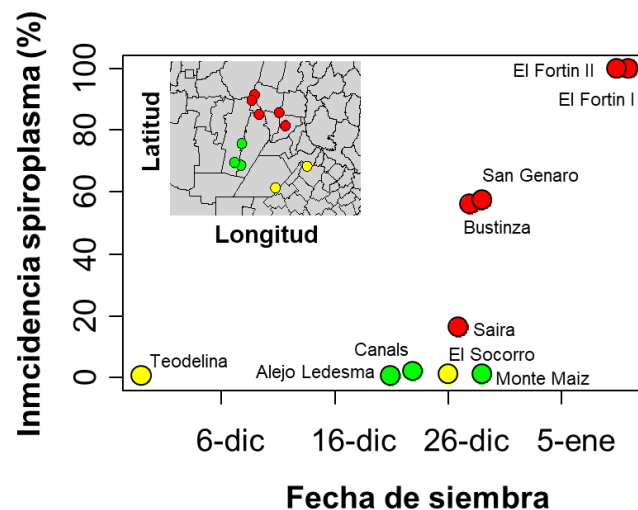 Inmcidencia spiroplasma (%)
100
80
60
40
20
0
Latitud
Longitud
El Fortin II
El Fortin I
San Genaro
Bustinza
Saira
Teodelina
Canals
El Socorro
Alejo Ledesma
Monte Maiz
6-dic
16-dic
26-dic
5-ene
Fecha de siembra